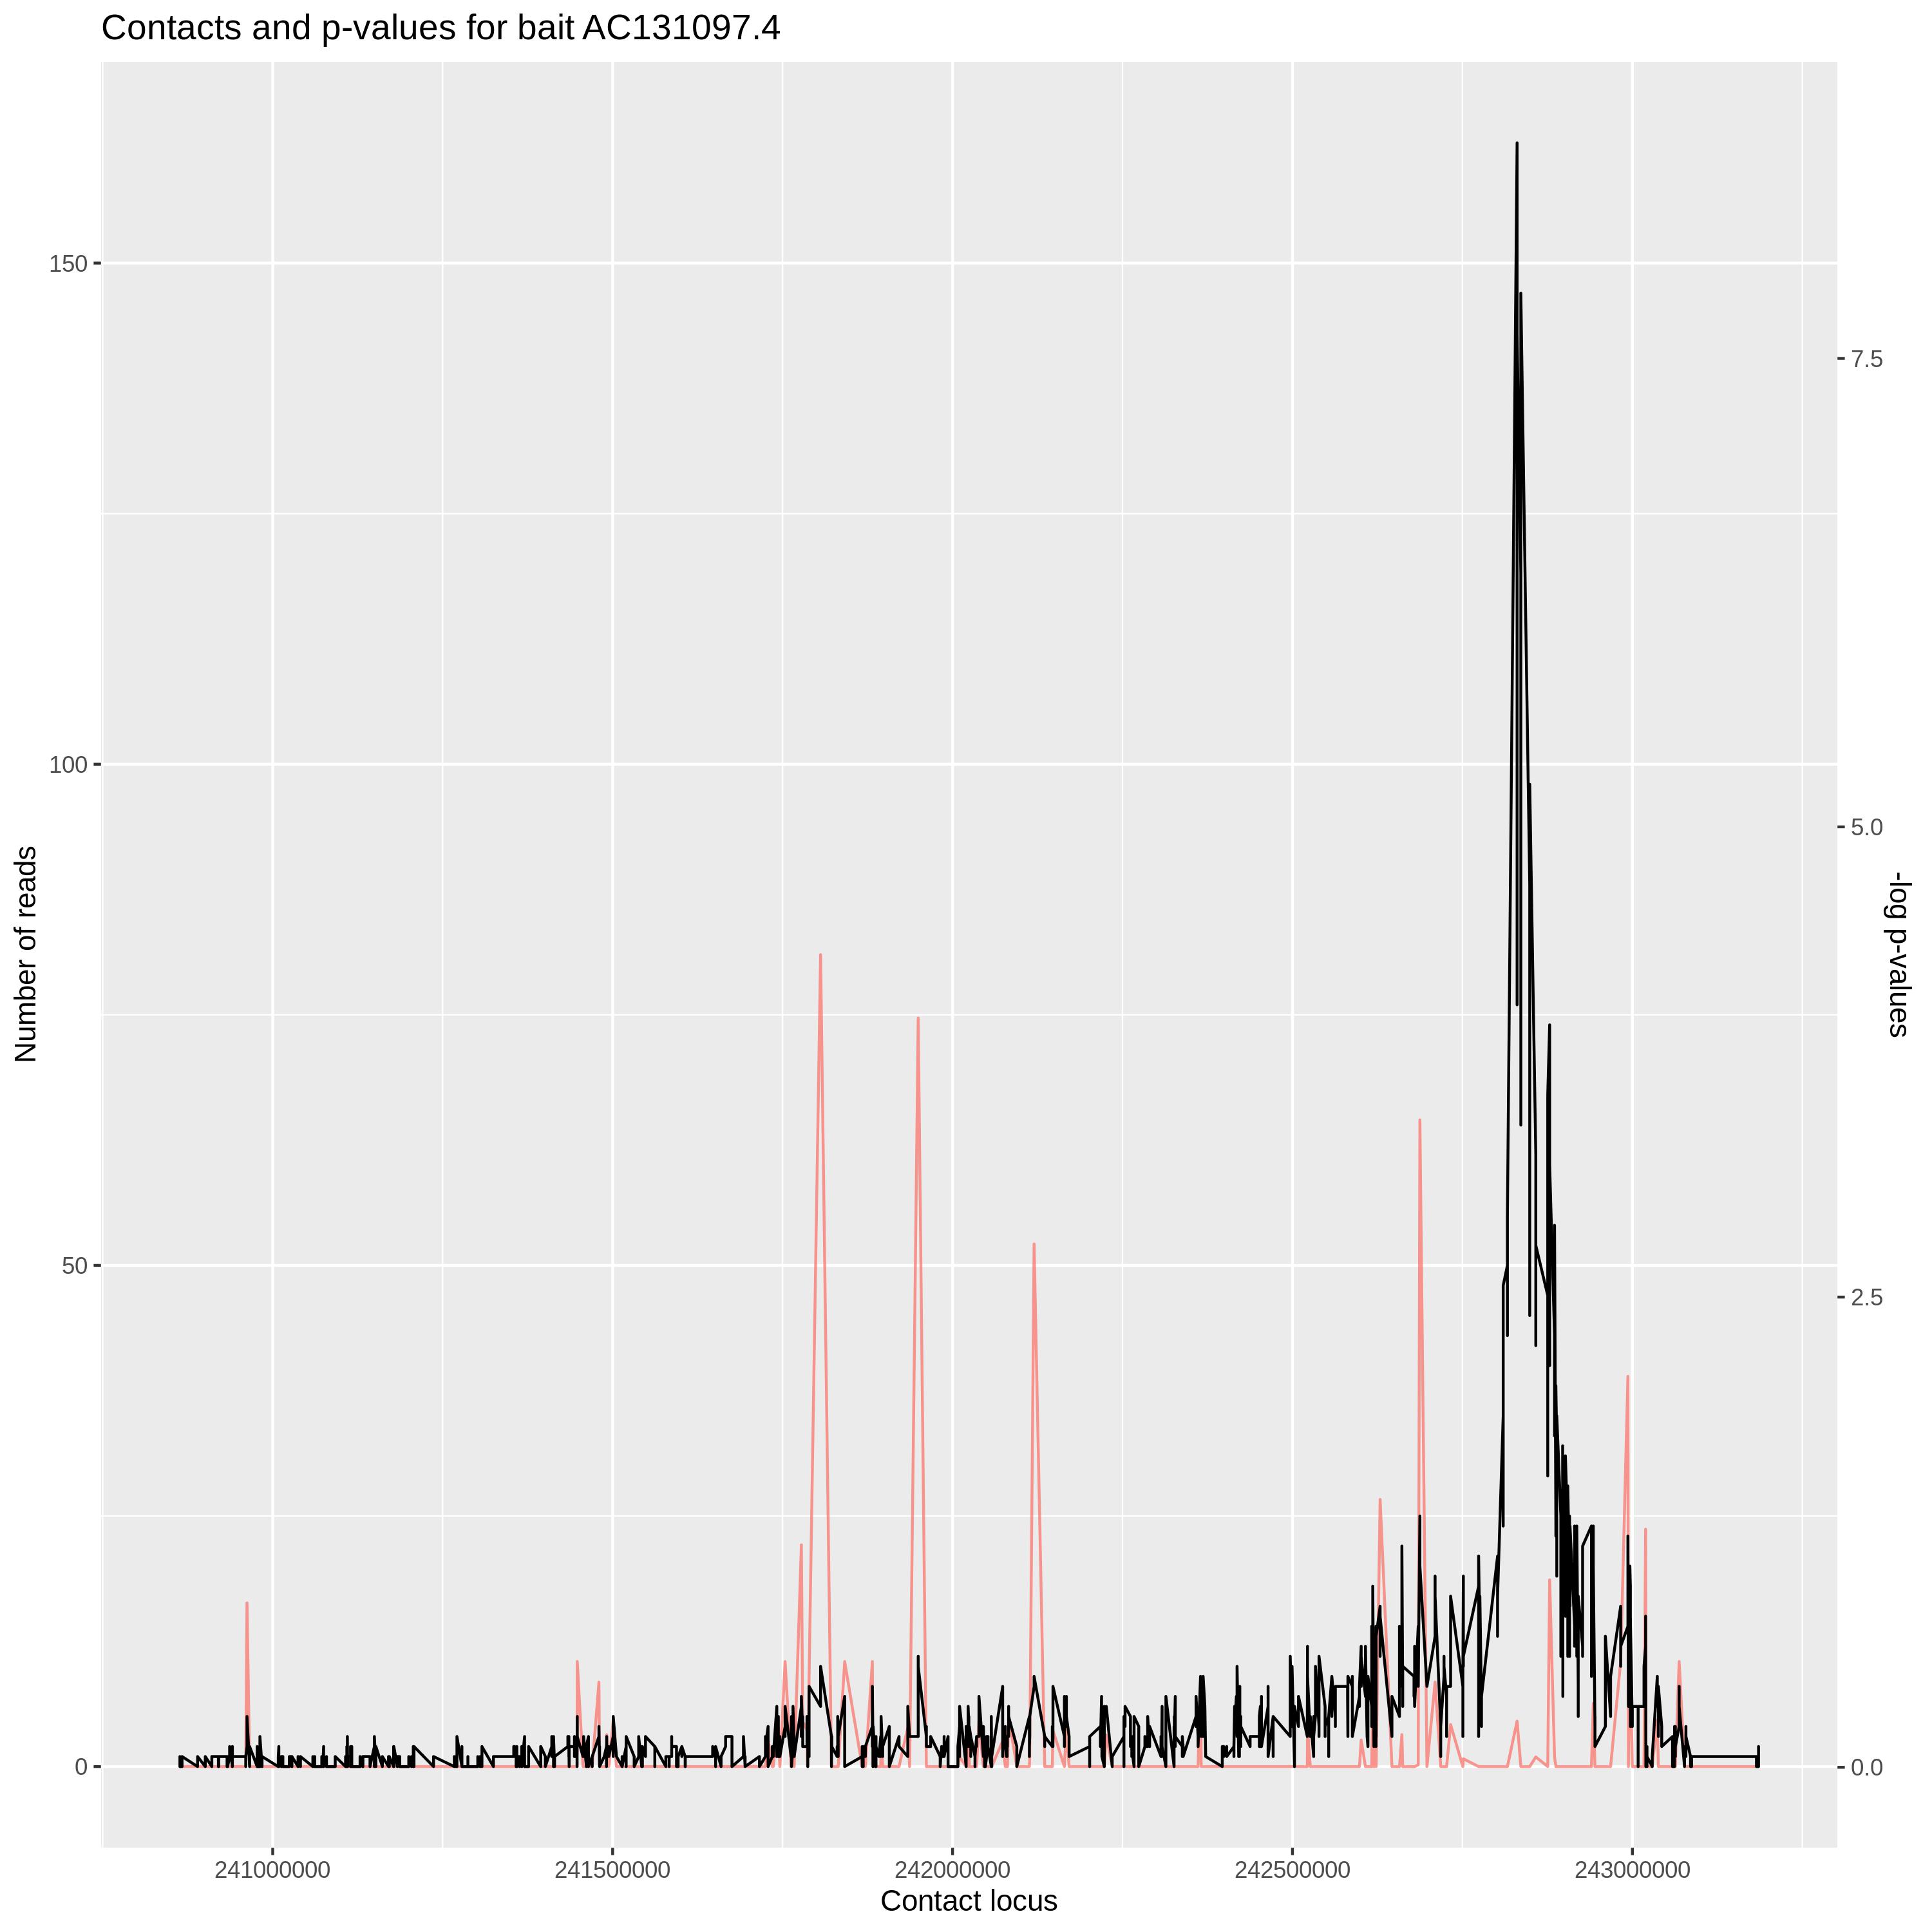 Contacts and p-values for bait AC131097.4
150
100
50
0
Number of reads
7.5
5.0
2.5
0.0
-log p-values
241000000 241500000 242000000 242500000 243000000
Contact locus